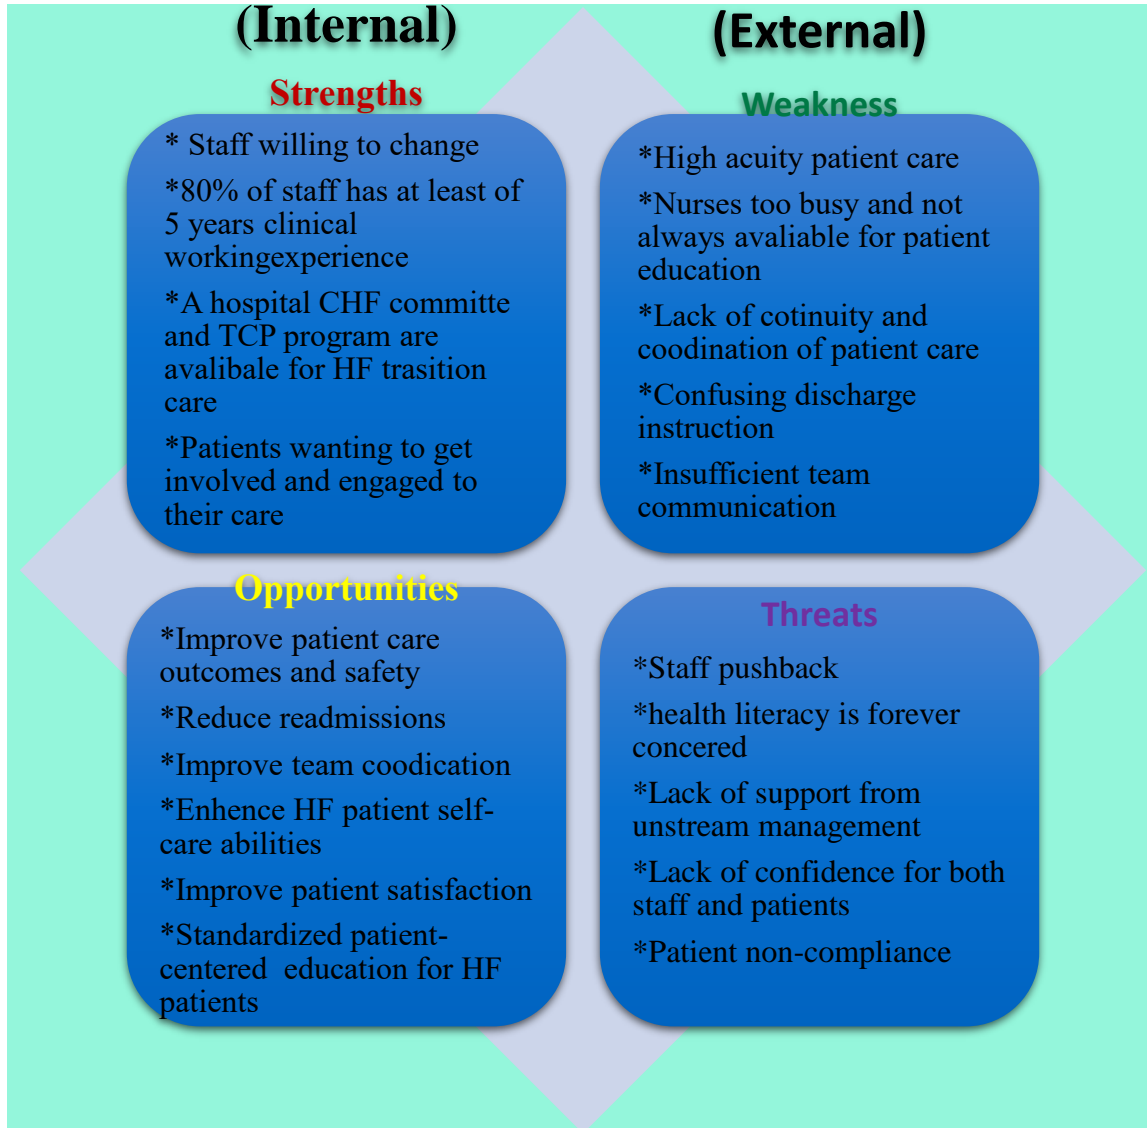 (Internal)
Strengths
* Staff willing to change
*80% of staff has at least of
5 years clinical
workingexperience
*A hospital CHF committe
and TCP program are
avalibale for HF trasition
care
*Patients wanting to get
involved and engaged to
their care
(External)
Weakness
*High acuity patient care
*Nurses too busy and not
always avaliable for patient
education
*Lack of cotinuity and
coodination of patient care
*Confusing discharge
instruction
*Insufficient team
communication
Opportunities
*Improve patient care
outcomes and safety
*Reduce readmissions
*Improve team coodication
*Enhence HF patient self-
care abilities
*Improve patient satisfaction
*Standardized patient-
centered  education for HF
patients
Threats
*Staff pushback
*health literacy is forever
concered
*Lack of support from
unstream management
*Lack of confidence for both
staff and patients
*Patient non-compliance